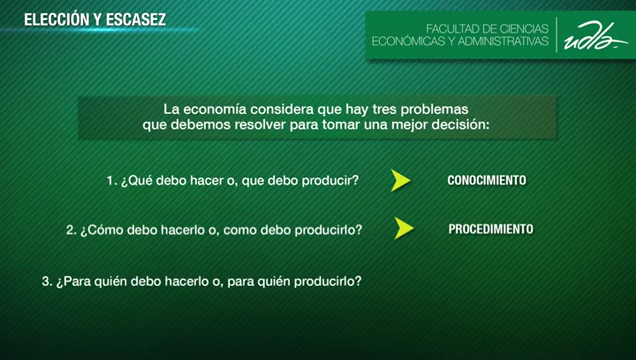 ELECCIÓN Y ESCASEZ
FACULTAD DE CIENCIAS
ECONÓMICAS Y ADMINISTRATIVAS
udla-
La economía considera que hay tres problemas
que debemos resolver para tomar una mejor decisión:
1. ¿Qué debo hacer o, que debo producir?
CONOCIMIENTO
2. ¿Cómo debo hacerlo o, como debo producirlo?
PROCEDIMIENTO
3. ¿Para quién debo hacerlo o, para quién producirlo?